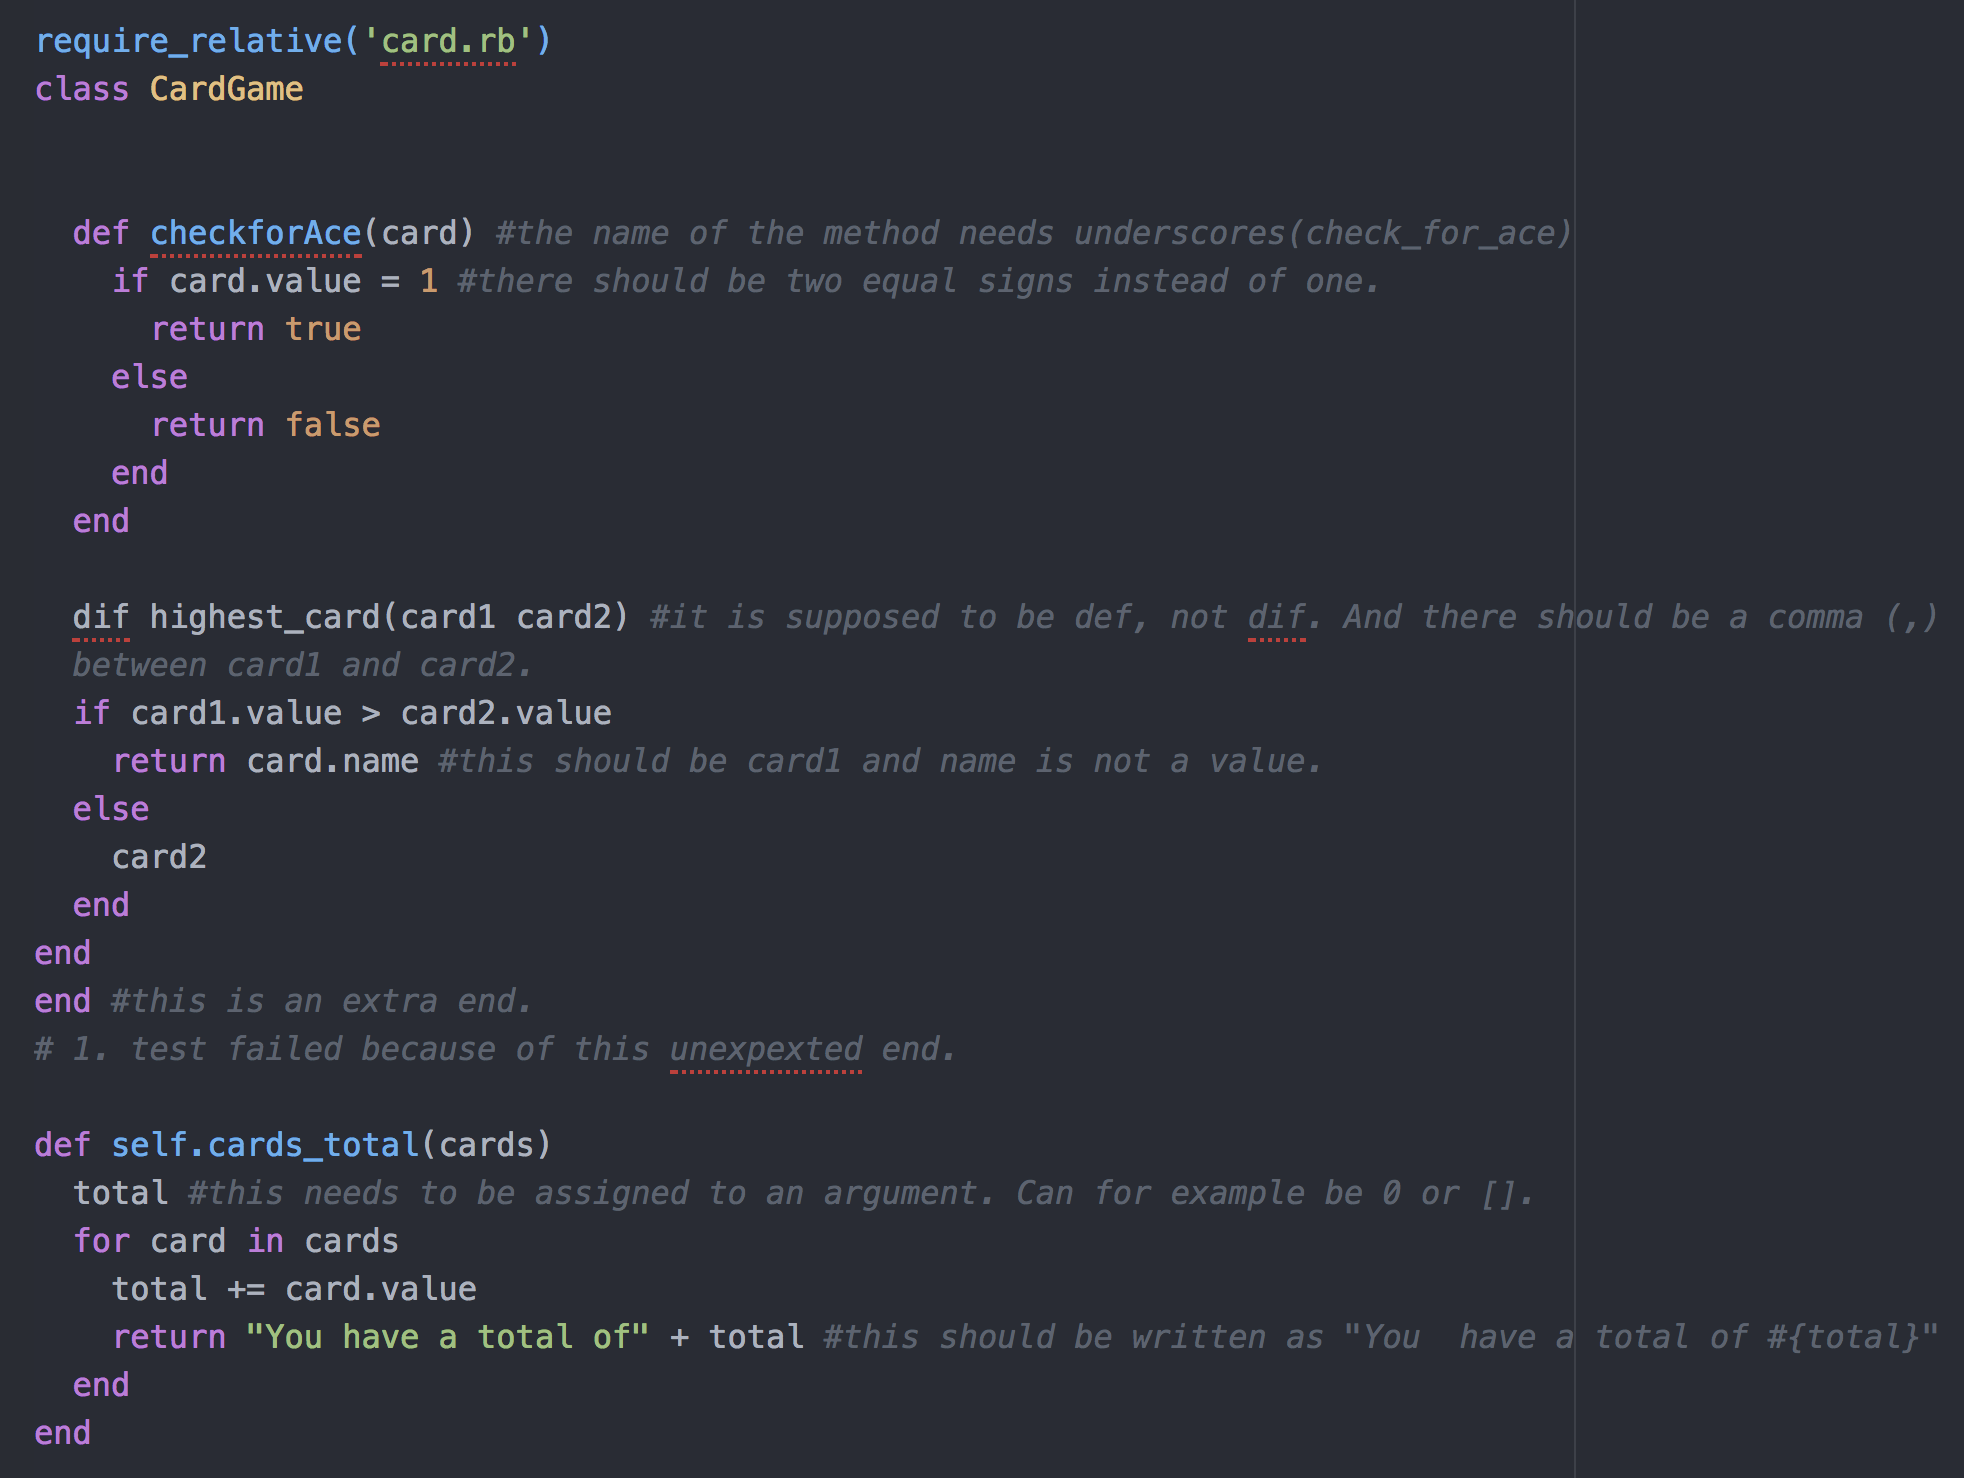 require_relative('card.rb')
class CardGame
  def checkforAce(card) #the name of the method needs underscores(check_for_ace)
    if card.value = 1 #there should be two equal signs instead of one.
      return true
    else
      return false
    end
  end
  dif highest_card(card1 card2) #it is supposed to be def, not dif. And there should be a comma (,)
  between card1 and card2.
  if card1.value > card2.value
    return card.name #this should be card1 and name is not a value.
  else
    card2
  end
end
end #this is an extra end.
# 1. test failed because of this unexpexted end.
def self.cards_total(cards)
  total #this needs to be assigned to an argument. Can for example be 0 or [].
  for card in cards
    total += card.value
    return "You have a total of" + total #this should be written as "You  have a total of #{total}"
  end
end